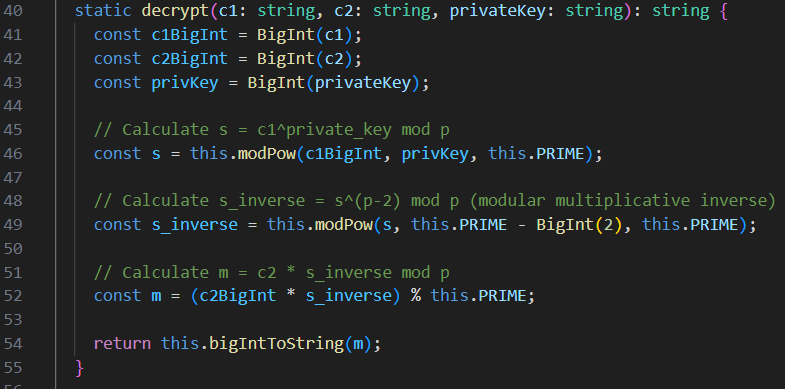 40 static decrypt(c1: string, c2: string, privateKey: string): string {
41 const c1BigInt = BigInt(c1);
42 const c2BigInt = BigInt(c2);
43 const privKey = BigInt(privateKey);
44
45 // Calculate s = c1^private_key mod p
46 const s = this.modPow(c1BigInt, privKey, this.PRIME);
47
48 // Calculate s_inverse = s^(p-2) mod p (modular multiplicative inverse)
49 const s_inverse = this.modPow(s, this.PRIME - BigInt(2), this.PRIME);
50
51 // Calculate m = c2 * s_inverse mod p
52 const m = (c2BigInt * s_inverse) % this.PRIME;
53
54 return this.bigIntToString(m);
55 }